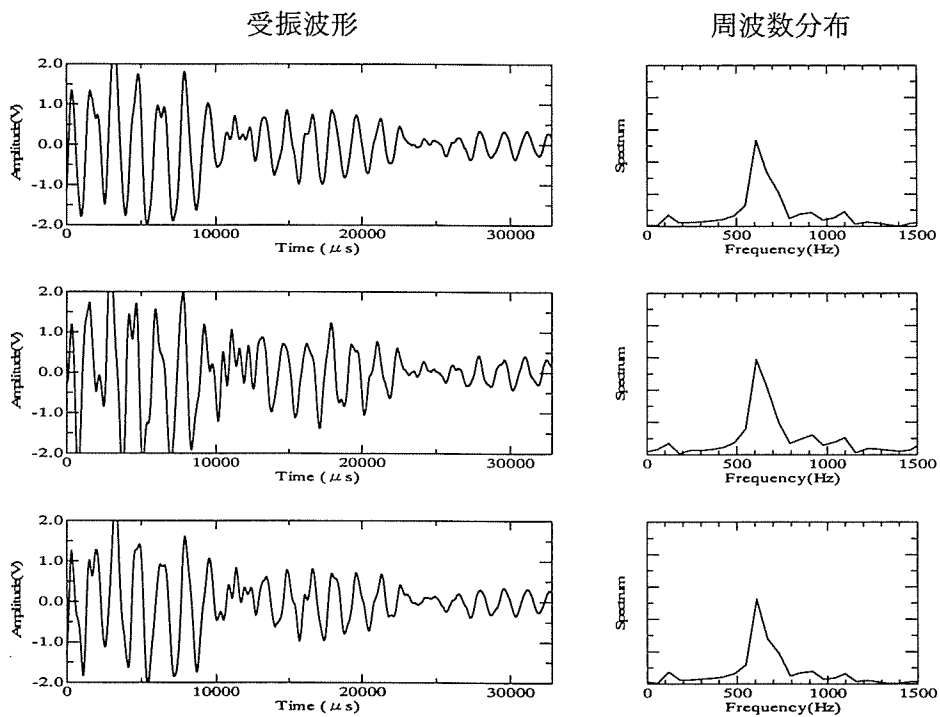 受振波形
周波数分布
2.0
1.0
0.0
-1.0
-2.0
Amplitude(V)
0
10000
20000
30000
Time ( μ s)
Spectrum
0
500
1000
1500
Frequency(Hz)
2.0
1.0
0.0
-1.0
-2.0
Amplitude(V)
0
10000
20000
30000
Time ( μ s)
Spectrum
0
500
1000
1500
Frequency(Hz)
2.0
1.0
0.0
-1.0
-2.0
Amplitude(V)
0
10000
20000
30000
Time ( μ s)
Spectrum
0
500
1000
1500
Frequency(Hz)